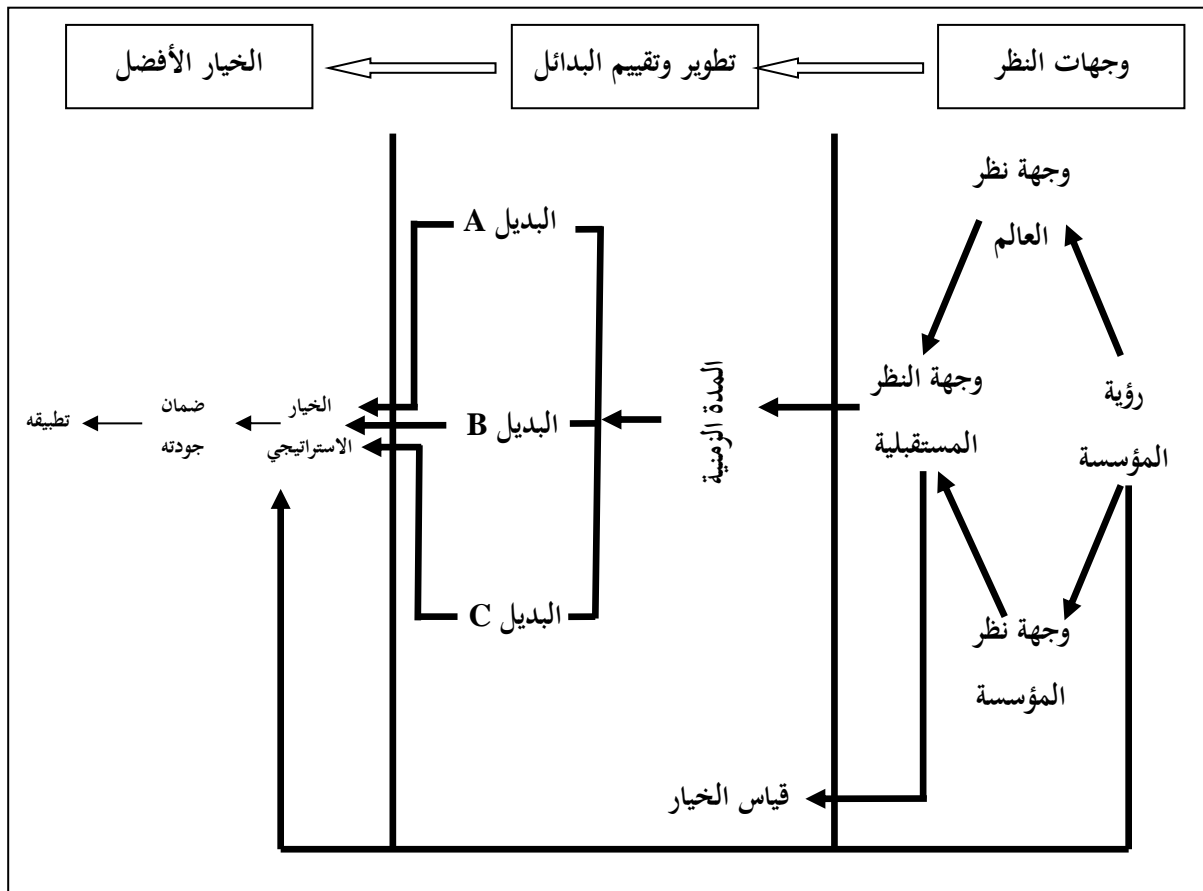 وجهات النظر
تطوير وتقييم البدائل
الخيار الأفضل
وجهة نظر
العالم
رؤية
المؤسسة
وجهة النظر
المستقبلية
وجهة نظر
المؤسسة
المدة الزمنية
قياس الخيار
البديل A
البديل B
البديل C
الخيار
الاستراتيجي
ضمان
جودته
تطبيقه